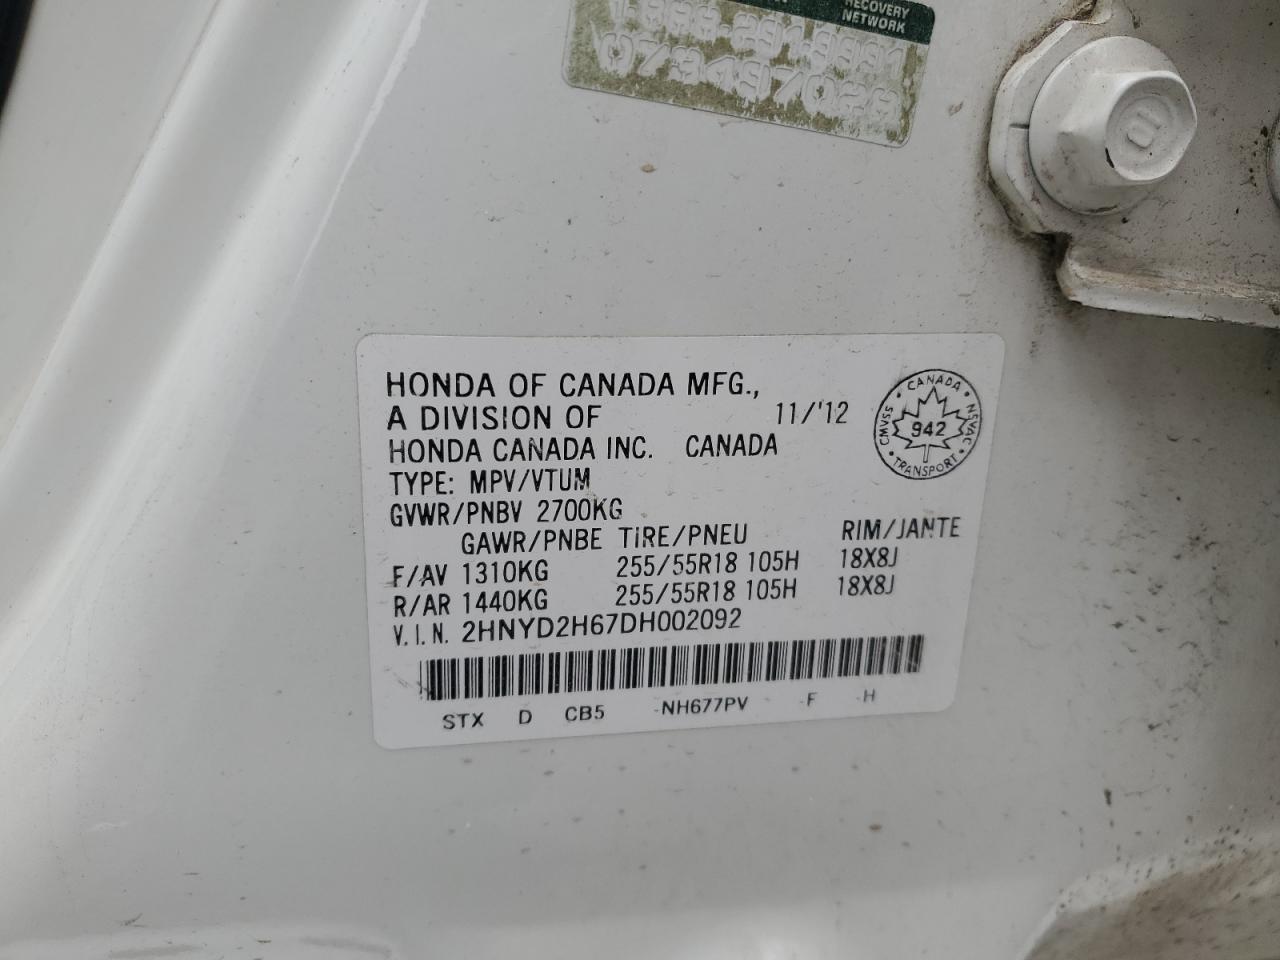 RECOVERY
NETWORK
HONDA OF CANADA MFG.,
A DIVISION OF 11/'12
HONDA CANADA INC. CANADA
TYPE: MPV/VTUM
GVWR/PNBV 2700KG
GAWR/PNBE TIRE/PNEU RIM/JANTE
F/AV 1310KG 255/55R18 105H 18X8J
R/AR 1440KG 255/55R18 105H 18X8J
V.I.N. 2HNYD2H67DH002092
STX D CB5 NH677PV F H
CANADA
CMVSS 942 NSVAC
TRANSPORT